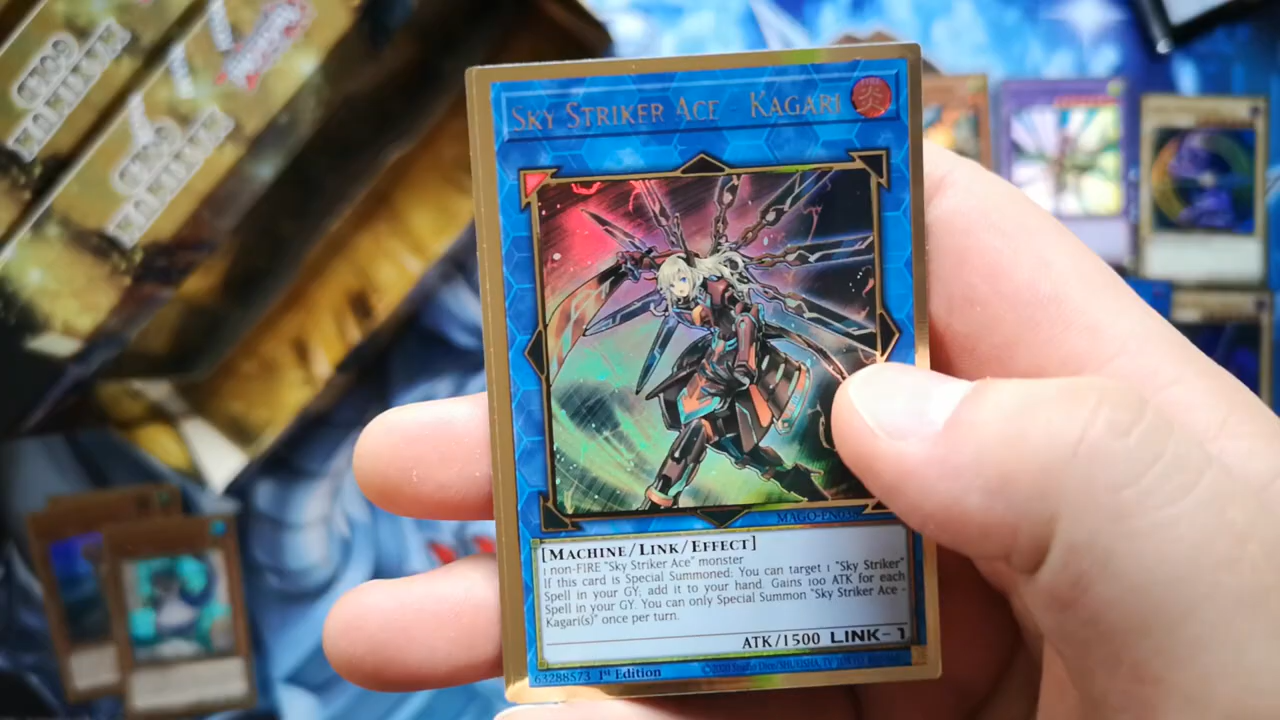 Sky Striker Ace - Kagari
FIRE
炎
MAGO-EN038
[Machine/Link/Effect]
1 non-FIRE "Sky Striker Ace" monster
If this card is Special Summoned: You can target 1 "Sky Striker"
Spell in your GY; add it to your hand. Gains 100 ATK for each
Spell in your GY. You can only Special Summon "Sky Striker Ace -
Kagari(s)" once per turn.
ATK/1500 LINK-1
63288573 1st Edition
©2020 Studio Dice/SHUEISHA, TV TOKYO